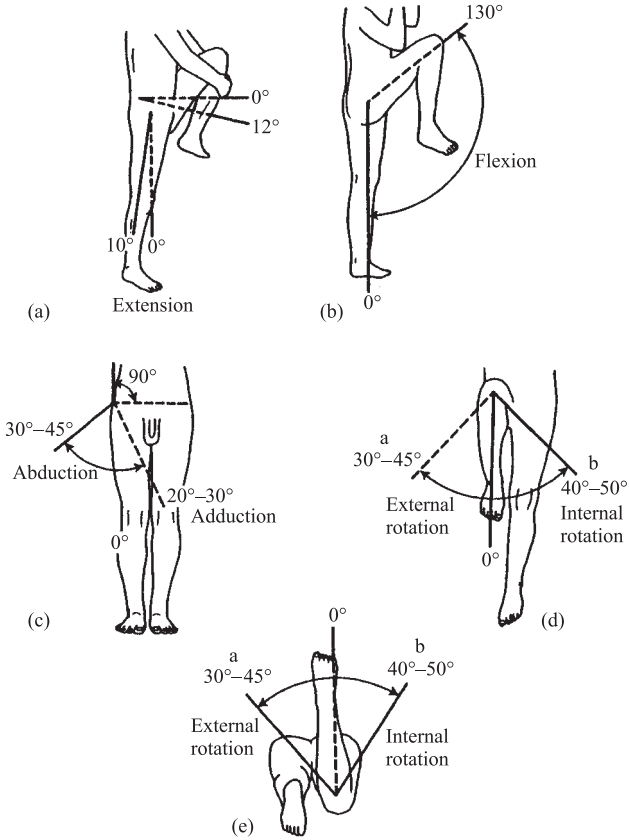 130°
0°
12°
Flexion
10° 0°
0°
(a) Extension (b)
90°
30°–45°
a
30°–45°
b
Abduction
20°–30°
40°–50°
Adduction
External
rotation
Internal
rotation
0°
0°
(c)
(d)
0°
a
30°–45°
b
40°–50°
External
rotation
Internal
rotation
(e)